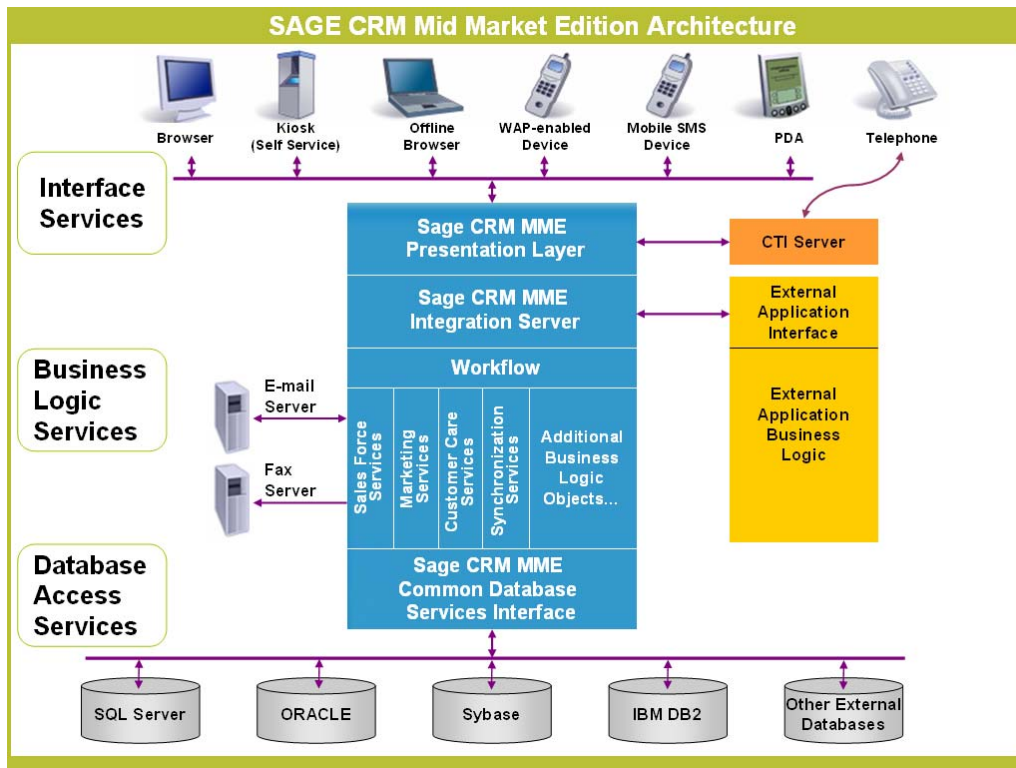 SAGE CRM Mid Market Edition Architecture
Browser
Kiosk
(Self Service)
Offline
Browser
WAP-enabled
Device
Mobile SMS
Device
PDA
Telephone
Interface
Services
Sage CRM MME
Presentation Layer
CTI Server
Sage CRM MME
Integration Server
External
Application
Interface
Business
Logic
Services
Workflow
E-mail
Server
Fax
Server
Sales Force
Services
Marketing
Services
Customer Care
Services
Synchronization
Services
Additional
Business
Logic
Objects...
External
Application
Business
Logic
Database
Access
Services
Sage CRM MME
Common Database
Services Interface
SQL Server
ORACLE
Sybase
IBM DB2
Other External
Databases